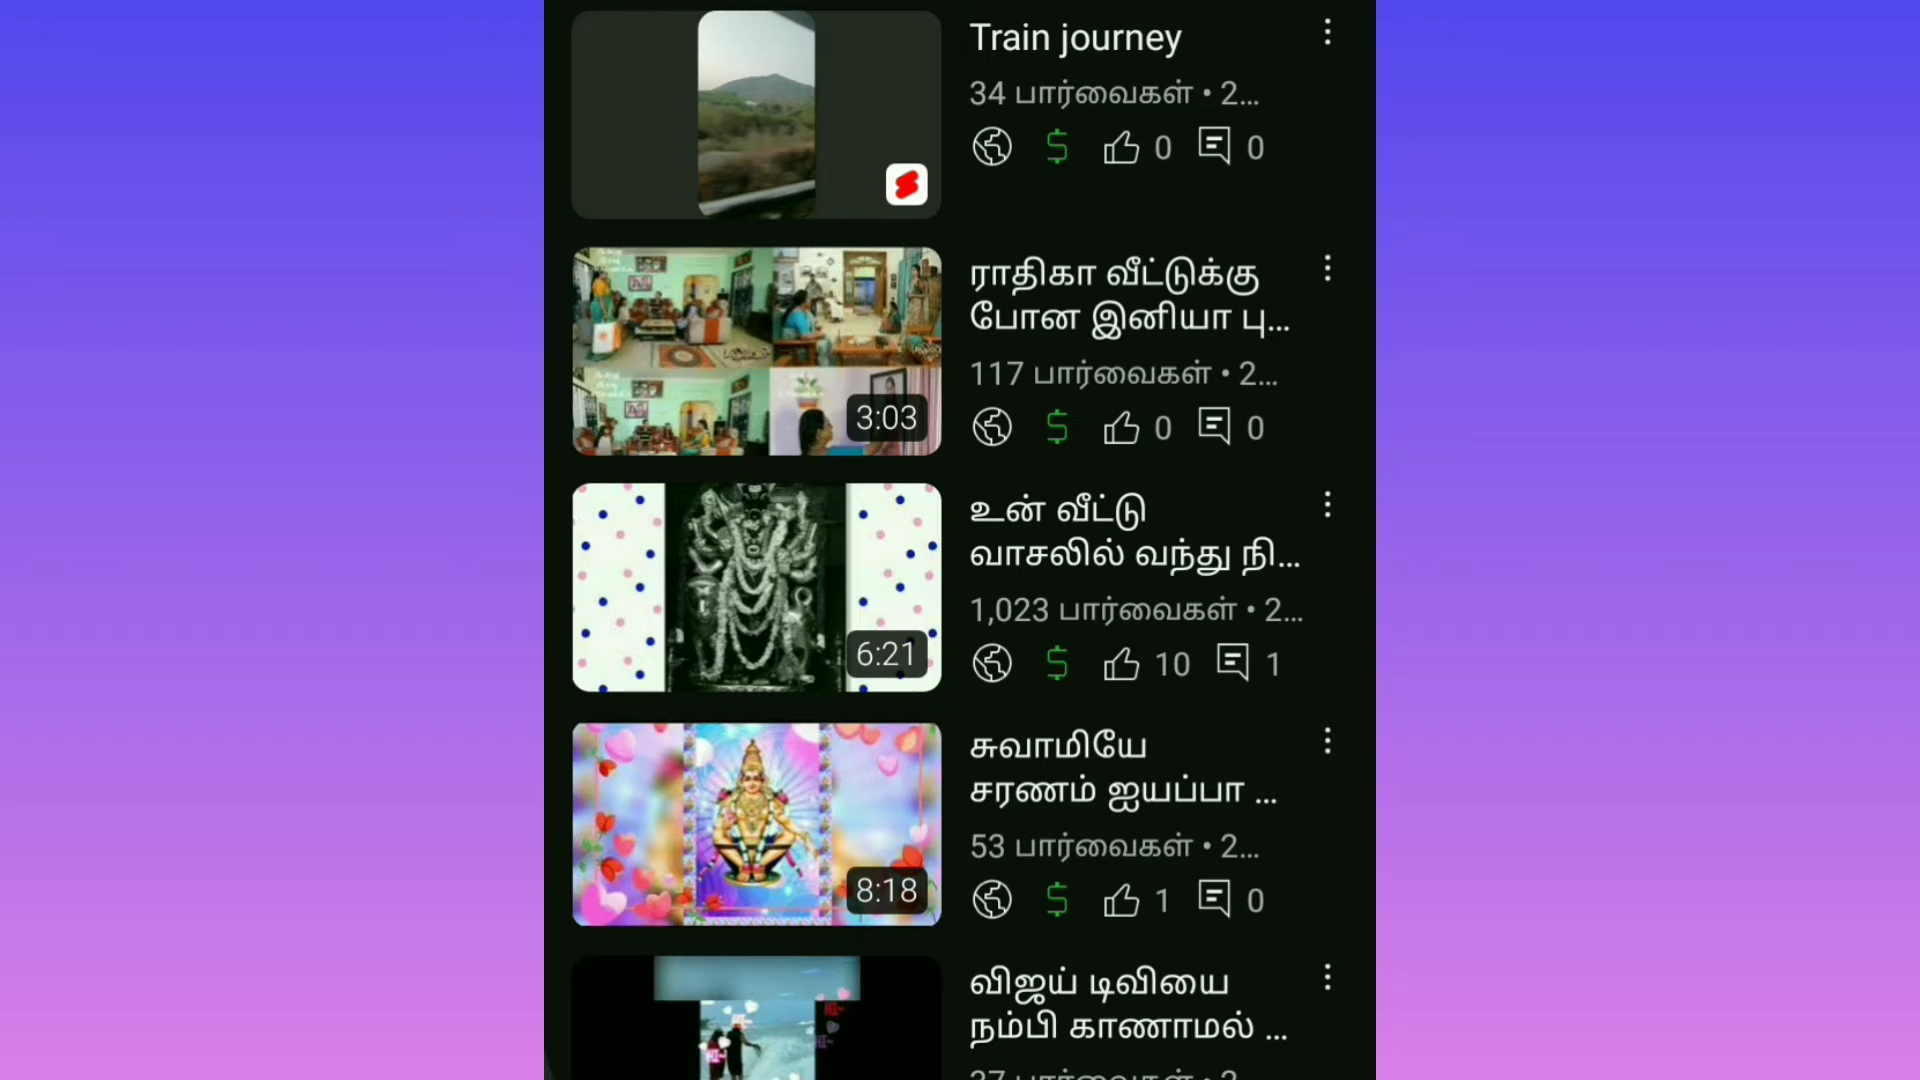 Train journey
34 பார்வைகள் • 2...
0 0
ராதிகா வீட்டுக்கு
போன இனியா பு...
117 பார்வைகள் • 2...
0 0
3:03
உன் வீட்டு
வாசலில் வந்து நி...
1,023 பார்வைகள் • 2...
10 1
6:21
சுவாமியே
சரணம் ஐயப்பா ...
53 பார்வைகள் • 2...
1 0
8:18
விஜய் டிவியை
நம்பி காணாமல் ...